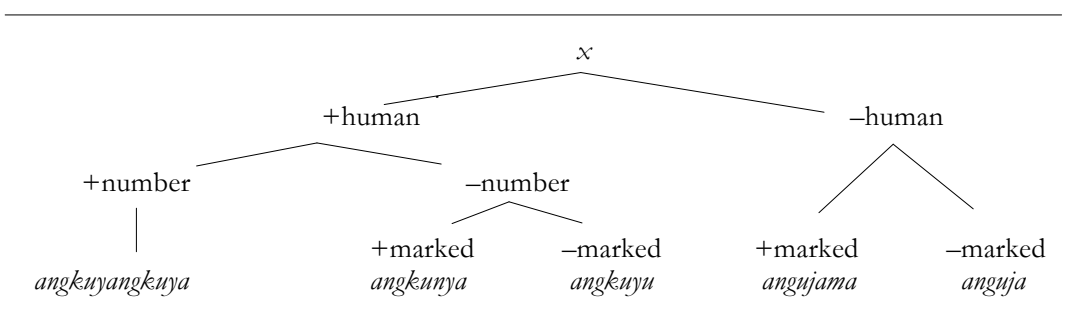 x
+human –human
+number –number
+marked –marked +marked –marked
angkuyangkuya angkunya angkuyu angujama anguja